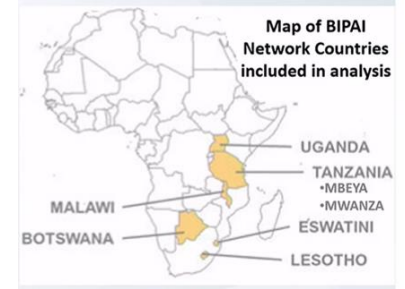 Map of BIPAI
Network Countries
included in analysis
UGANDA
TANZANIA
•MBEYA
•MWANZA
MALAWI
ESWATINI
BOTSWANA
LESOTHO